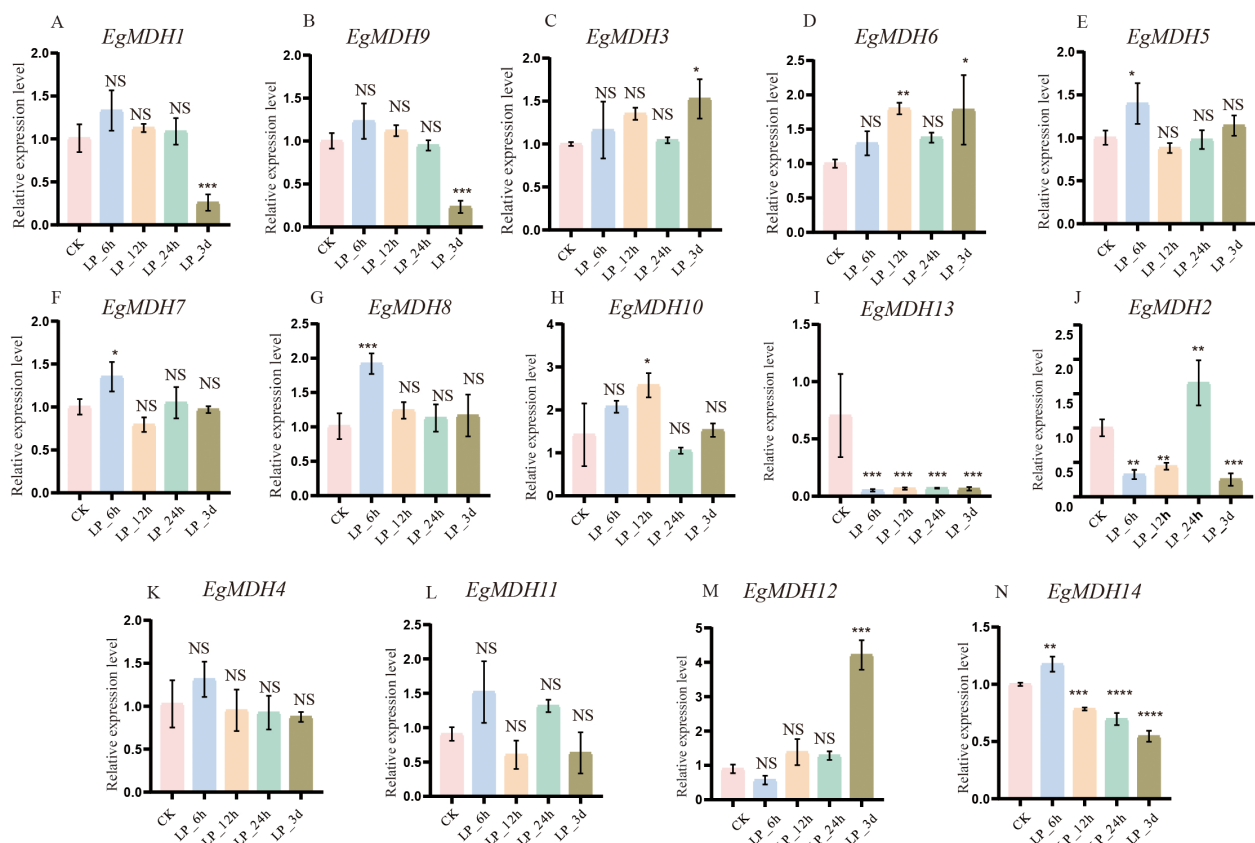 A
EgMDH1
Relative expression level
2.0
1.5
1.0
0.5
0.0
NS
NS
NS
***
CK
LP_6h
LP_12h
LP_24h
LP_3d
B
EgMDH9
Relative expression level
2.0
1.5
1.0
0.5
0.0
NS
NS
NS
***
CK
LP_6h
LP_12h
LP_24h
LP_3d
C
EgMDH3
Relative expression level
2.0
1.5
1.0
0.5
0.0
NS
NS
NS
*
CK
LP_6h
LP_12h
LP_24h
LP_3d
D
EgMDH6
Relative expression level
2.5
2.0
1.5
1.0
0.5
0.0
NS
**
NS
*
CK
LP_6h
LP_12h
LP_24h
LP_3d
E
EgMDH5
Relative expression level
2.0
1.5
1.0
0.5
0.0
*
NS
NS
NS
CK
LP_6h
LP_12h
LP_24h
LP_3d
F
EgMDH7
Relative expression level
2.0
1.5
1.0
0.5
0.0
*
NS
NS
NS
CK
LP_6h
LP_12h
LP_24h
LP_3d
G
EgMDH8
Relative expression level
2.5
2.0
1.5
1.0
0.5
0.0
***
NS
NS
NS
CK
LP_6h
LP_12h
LP_24h
LP_3d
H
EgMDH10
Relative expression level
4
3
2
1
0
NS
*
NS
NS
CK
LP_6h
LP_12h
LP_24h
LP_3d
I
EgMDH13
Relative expression level
1.5
1.0
0.5
0.0
***
***
***
***
CK
LP_6h
LP_12h
LP_24h
LP_3d
J
EgMDH2
Relative expression level
2.5
2.0
1.5
1.0
0.5
0.0
**
**
**
***
CK
LP_6h
LP_12h
LP_24h
LP_3d
K
EgMDH4
Relative expression level
2.0
1.5
1.0
0.5
0.0
NS
NS
NS
NS
CK
LP_6h
LP_12h
LP_24h
LP_3d
L
EgMDH11
Relative expression level
2.5
2.0
1.5
1.0
0.5
0.0
NS
NS
NS
NS
CK
LP_6h
LP_12h
LP_24h
LP_3d
M
EgMDH12
Relative expression level
5
4
2
1
0
NS
NS
NS
***
CK
LP_6h
LP_12h
LP_24h
LP_3d
N
EgMDH14
Relative expression level
1.5
1.0
0.5
0.0
**
***
****
****
CK
LP_6h
LP_12h
LP_24h
LP_3d